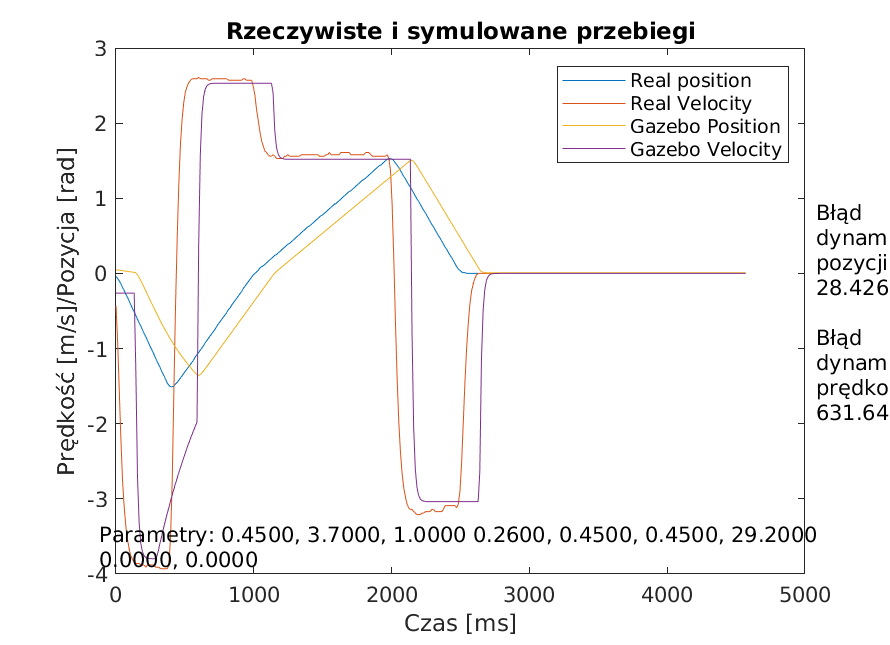 Rzeczywiste i symulowane przebiegi
3
2
1
0
-1
-2
-3
-4
Prędkość [m/s]/Pozycja [rad]
Real position
Real Velocity
Gazebo Position
Gazebo Velocity
Błąd
dynam
pozycji
28.426
Błąd
dynam
prędko
631.64
Parametry: 0.4500, 3.7000, 1.0000 0.2600, 0.4500, 0.4500, 29.2000
0.0000, 0.0000
0 1000 2000 3000 4000 5000
Czas [ms]